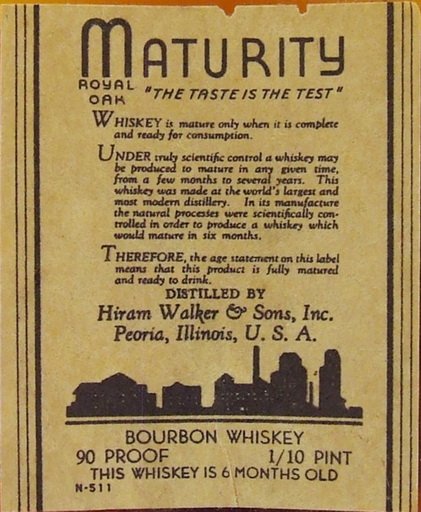 MATURITY
ROYAL
OAK
"THE TASTE IS THE TEST"
WHISKEY is mature only when it is complete
and ready for consumption.
UNDER truly scientific control a whiskey may
be produced to mature in any given time,
from a few months to several years. This
whiskey was made at the world's largest and
most modern distillery. In its manufacture
the natural processes were scientifically con-
trolled in order to produce a whiskey which
would mature in six months.
THEREFORE, the age statement on this label
means that this product is fully matured
and ready to drink.
DISTILLED BY
Hiram Walker & Sons, Inc.
Peoria, Illinois, U. S. A.
BOURBON WHISKEY
90 PROOF 1/10 PINT
THIS WHISKEY IS 6 MONTHS OLD
N-511